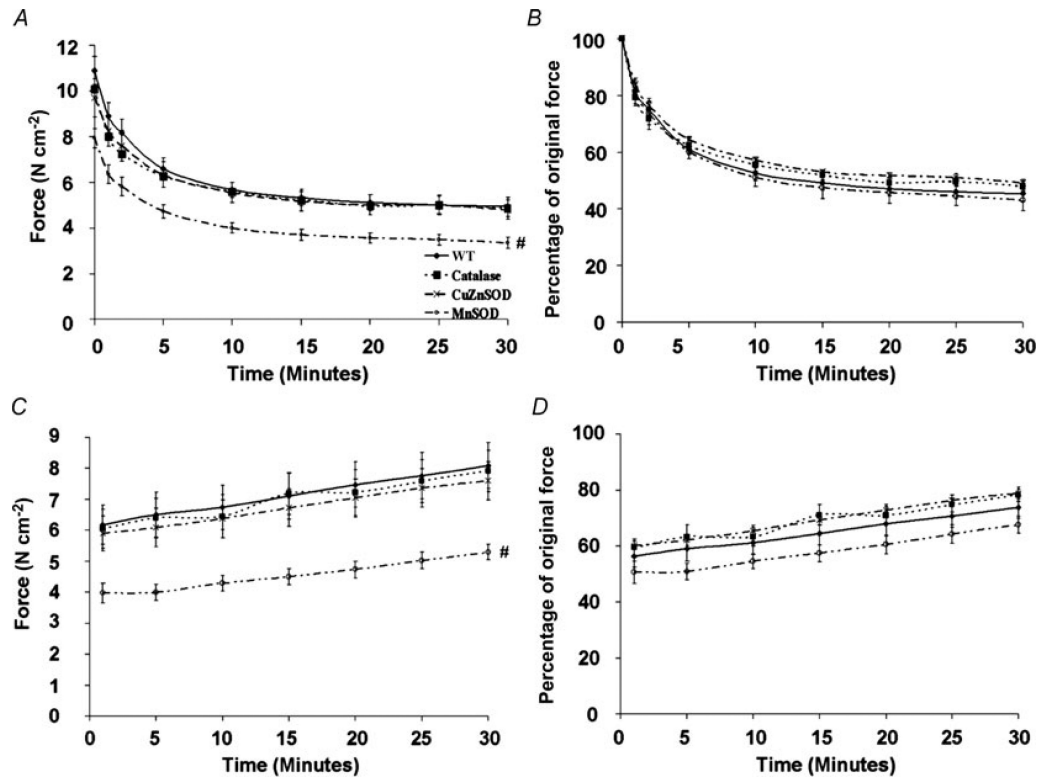 A
12
10
8
6
4
2
0
Force (N cm-2)
0 5 10 15 20 25 30
Time (Minutes)
#
WT
Catalase
CuZnSOD
MnSOD
B
100
80
60
40
20
0
Percentage of original force
0 5 10 15 20 25 30
Time (Minutes)
C
9
8
7
6
5
4
3
2
1
0
Force (N cm-2)
0 5 10 15 20 25 30
Time (Minutes)
#
D
100
80
60
40
20
0
Percentage of original force
0 5 10 15 20 25 30
Time (Minutes)